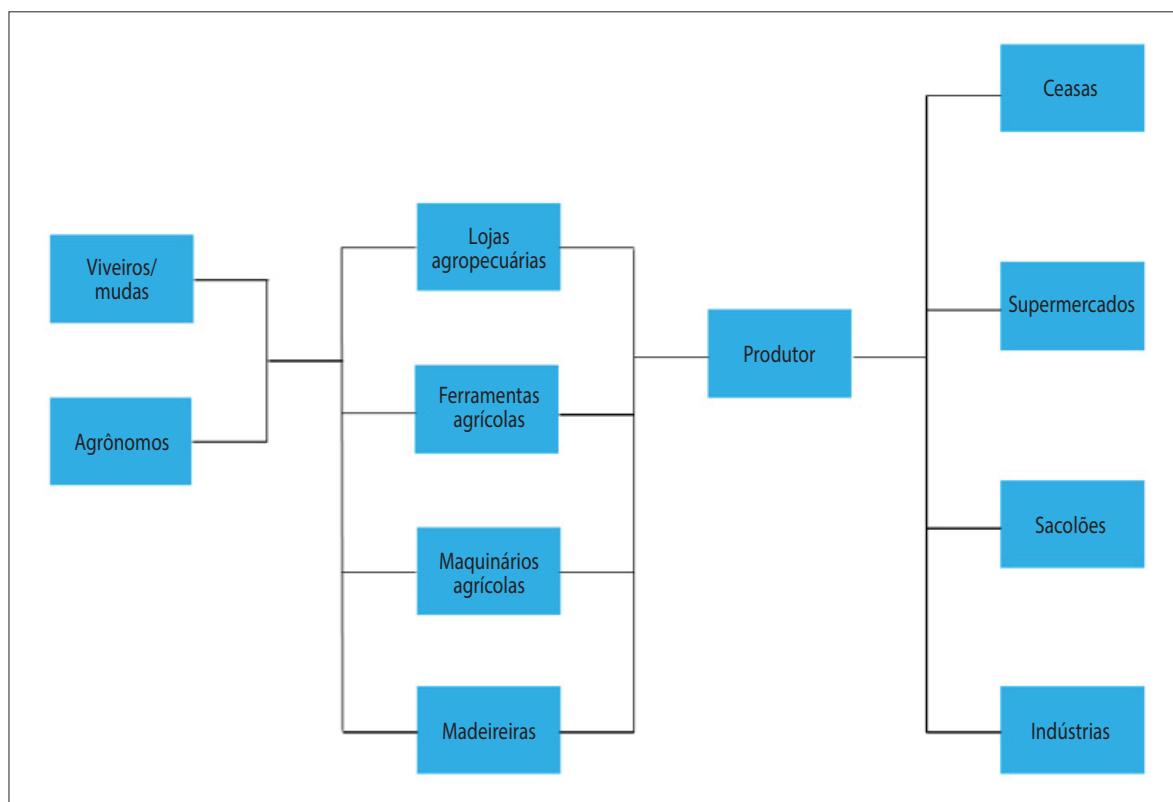 Viveiros/
mudas
Agrônomos
Lojas
agropecuárias
Ferramentas
agrícolas
Maquinários
agrícolas
Madeireiras
Produtor
Ceasas
Supermercados
Sacolões
Indústrias